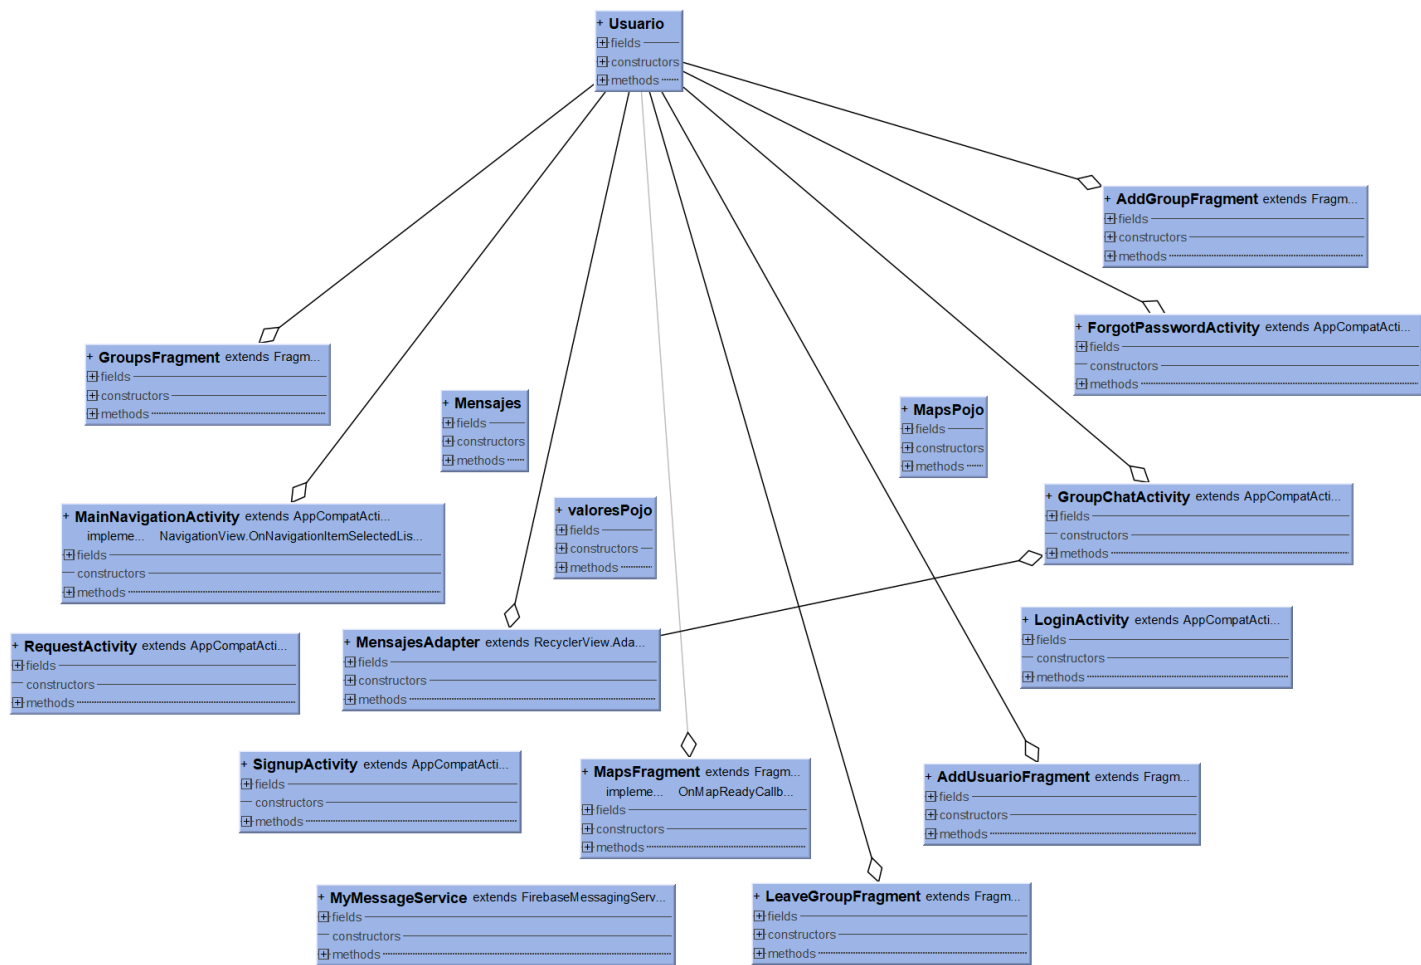 + Usuario
fields
constructors
methods
+ AddGroupFragment extends Fragm...
fields
constructors
methods
+ ForgotPasswordActivity extends AppCompatActi...
fields
constructors
methods
+ GroupsFragment extends Fragm...
fields
constructors
methods
+ Mensajes
fields
constructors
methods
+ MapsPojo
fields
constructors
methods
+ GroupChatActivity extends AppCompatActi...
fields
constructors
methods
+ MainNavigationActivity extends AppCompatActi...
impleme... NavigationView.OnNavigationItemSelectedLis...
fields
constructors
methods
+ valoresPojo
fields
constructors
methods
+ LoginActivity extends AppCompatActi...
fields
constructors
methods
+ RequestActivity extends AppCompatActi...
fields
constructors
methods
+ MensajesAdapter extends RecyclerView.Ada...
fields
constructors
methods
+ SignupActivity extends AppCompatActi...
fields
constructors
methods
+ MapsFragment extends Fragm...
impleme... OnMapReadyCallb...
fields
constructors
methods
+ AddUsuarioFragment extends Fragm...
fields
constructors
methods
+ MyMessageService extends FirebaseMessagingServ...
fields
constructors
methods
+ LeaveGroupFragment extends Fragm...
fields
constructors
methods